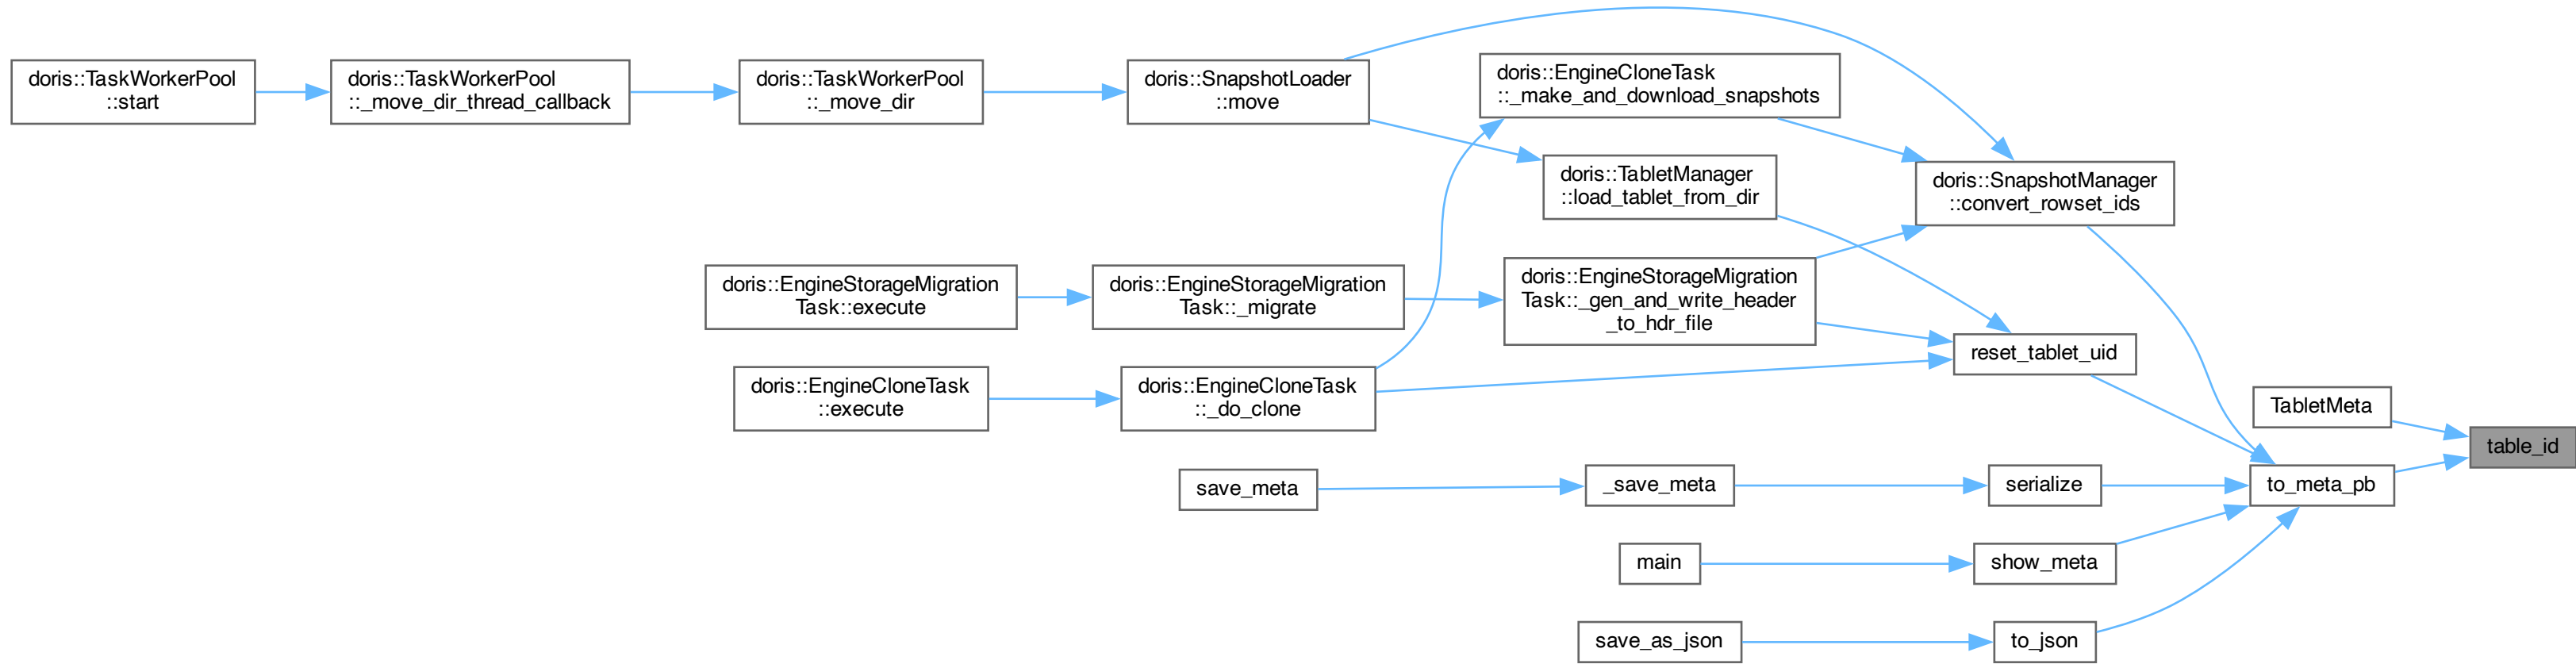 doris::TaskWorkerPool
::start
doris::TaskWorkerPool
::_move_dir_thread_callback
doris::TaskWorkerPool
::_move_dir
doris::SnapshotLoader
::move
doris::EngineCloneTask
::_make_and_download_snapshots
doris::TabletManager
::load_tablet_from_dir
doris::SnapshotManager
::convert_rowset_ids
doris::EngineStorageMigration
Task::execute
doris::EngineStorageMigration
Task::_migrate
doris::EngineStorageMigration
Task::_gen_and_write_header
_to_hdr_file
reset_tablet_uid
doris::EngineCloneTask
::execute
doris::EngineCloneTask
::_do_clone
TabletMeta
table_id
save_meta
_save_meta
serialize
to_meta_pb
main
show_meta
save_as_json
to_json